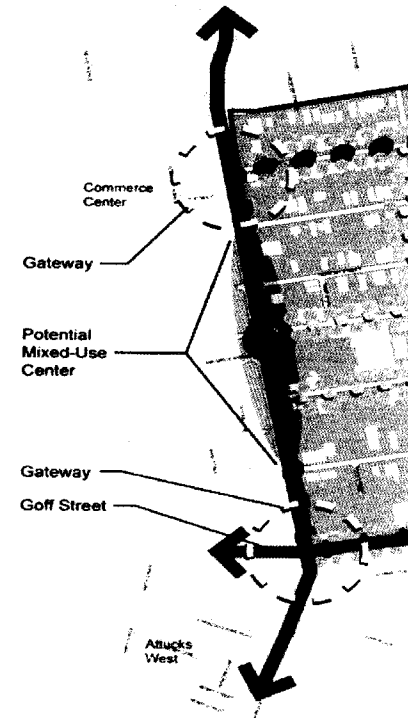 Commerce
Center
Gateway
Potential
Mixed-Use
Center
Gateway
Goff Street
Attucks
West